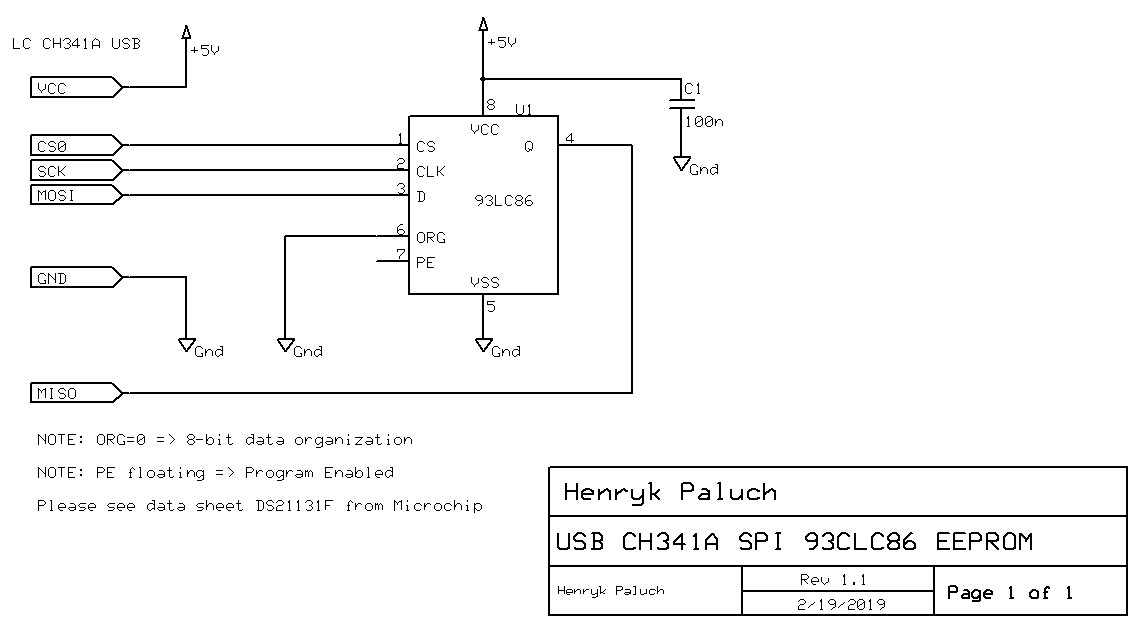 LC CH341A USB
+5V
+5V
VCC
C1
100n
Gnd
8
U1
VCC
CS0
1
CS
Q
4
SCK
2
CLK
MOSI
3
D
93LC86
6
ORG
7
PE
GND
VSS
5
Gnd
Gnd
Gnd
MISO
NOTE: ORG=0 => 8-bit data organization
NOTE: PE floating => Program Enabled
Please see data sheet DS21131F from Microchip
Henryk Paluch
USB CH341A SPI 93CLC86 EEPROM
Henryk Paluch
Rev 1.1
2/19/2019
Page 1 of 1